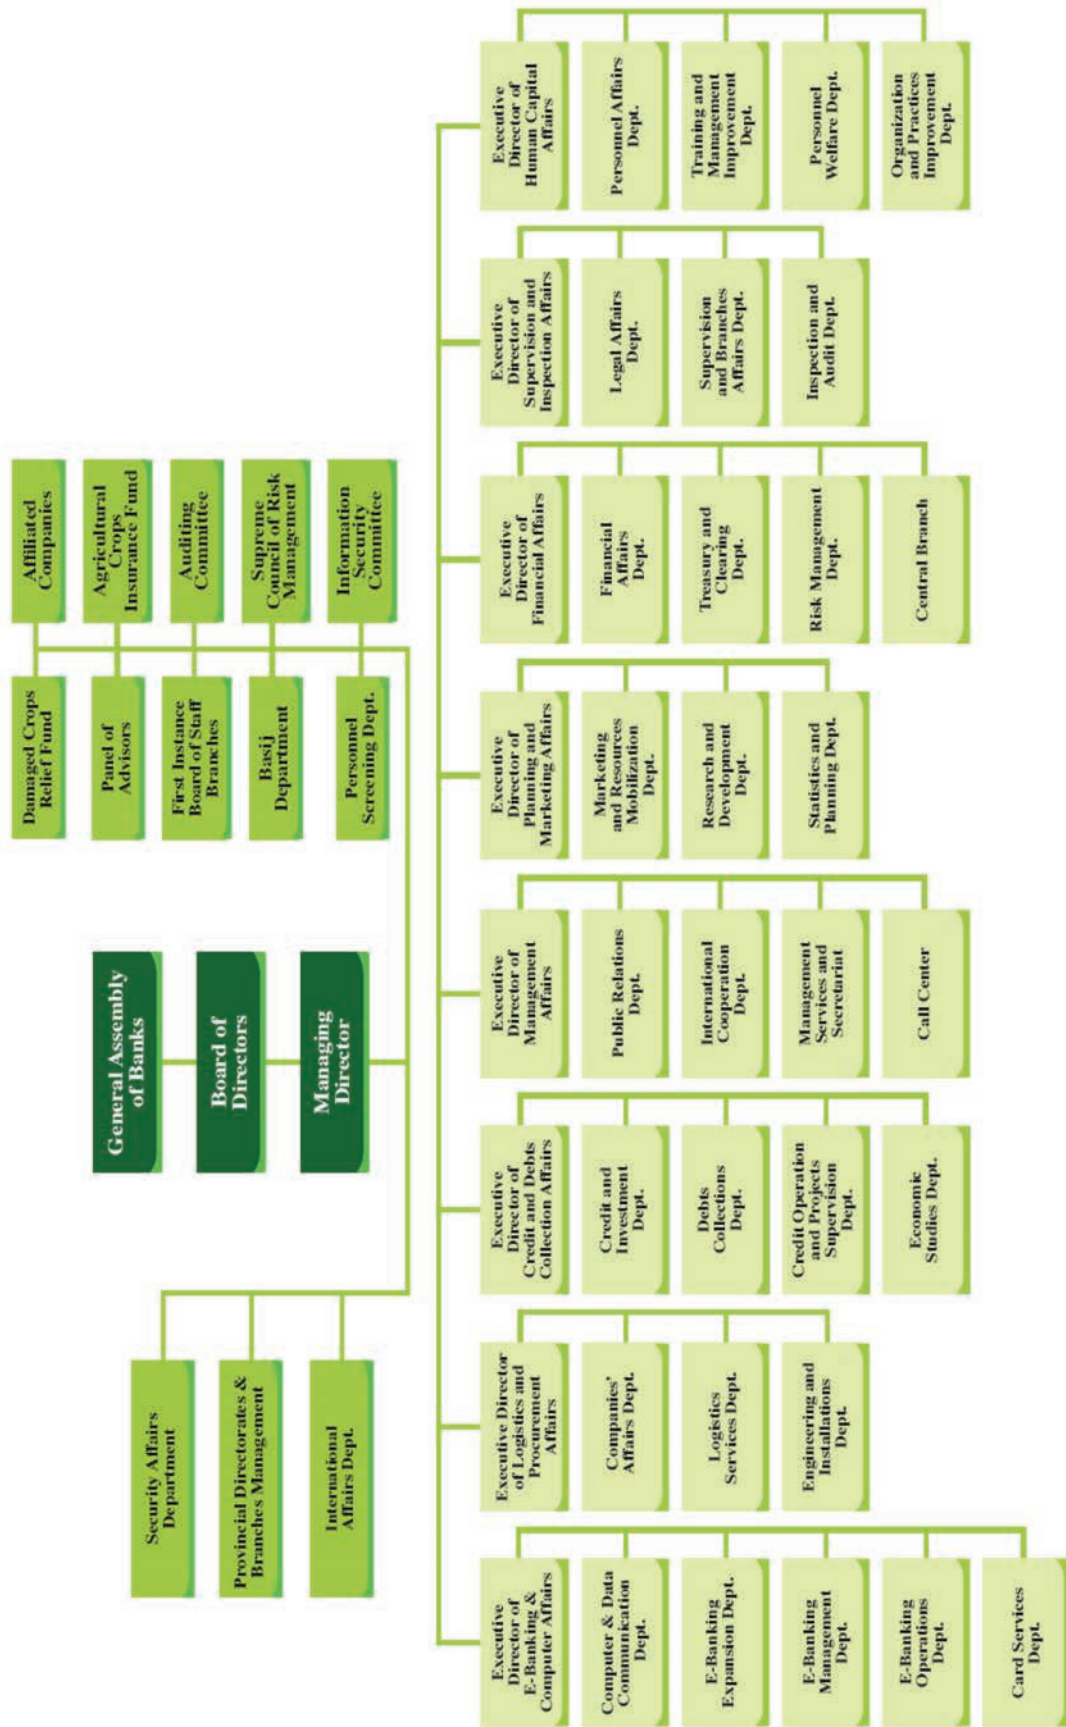 General Assembly
of Banks
Board of
Directors
Managing
Director
Security Affairs
Department
Provincial Directorates &
Branches Management
International
Affairs Dept.
Damaged Crops
Relief Fund
Affiliated
Companies
Panel of
Advisors
Agricultural
Crops
Insurance Fund
First Instance
Board of Staff
Branches
Auditing
Committee
Basij
Department
Supreme
Council of Risk
Management
Personnel
Screening Dept.
Information
Security
Committee
Executive
Director of
E-Banking &
Computer Affairs
Computer & Data
Communication
Dept.
E-Banking
Expansion Dept.
E-Banking
Management
Dept.
E-Banking
Operations
Dept.
Card Services
Dept.
Executive Director
of Logistics and
Procurement
Affairs
Companies'
Affairs Dept.
Logistics
Services Dept.
Engineering and
Installations
Dept.
Executive
Director of
Credit and Debts
Collection Affairs
Credit and
Investment
Dept.
Debts
Collections
Dept.
Credit Operation
and Projects
Supervision
Dept.
Economic
Studies Dept.
Executive
Director of
Management
Affairs
Public Relations
Dept.
International
Cooperation
Dept.
Management
Services and
Secretariat
Call Center
Executive
Director of
Planning and
Marketing Affairs
Marketing
and Resources
Mobilization
Dept.
Research and
Development
Dept.
Statistics and
Planning Dept.
Executive
Director of
Financial Affairs
Financial
Affairs
Dept.
Treasury and
Clearing
Dept.
Risk Management
Dept.
Central Branch
Executive
Director of
Supervision and
Inspection Affairs
Legal Affairs
Dept.
Supervision
and Branches
Affairs Dept.
Inspection and
Audit Dept.
Executive
Director of
Human Capital
Affairs
Personnel Affairs
Dept.
Training and
Management
Improvement
Dept.
Personnel
Welfare Dept.
Organization
and Practices
Improvement
Dept.